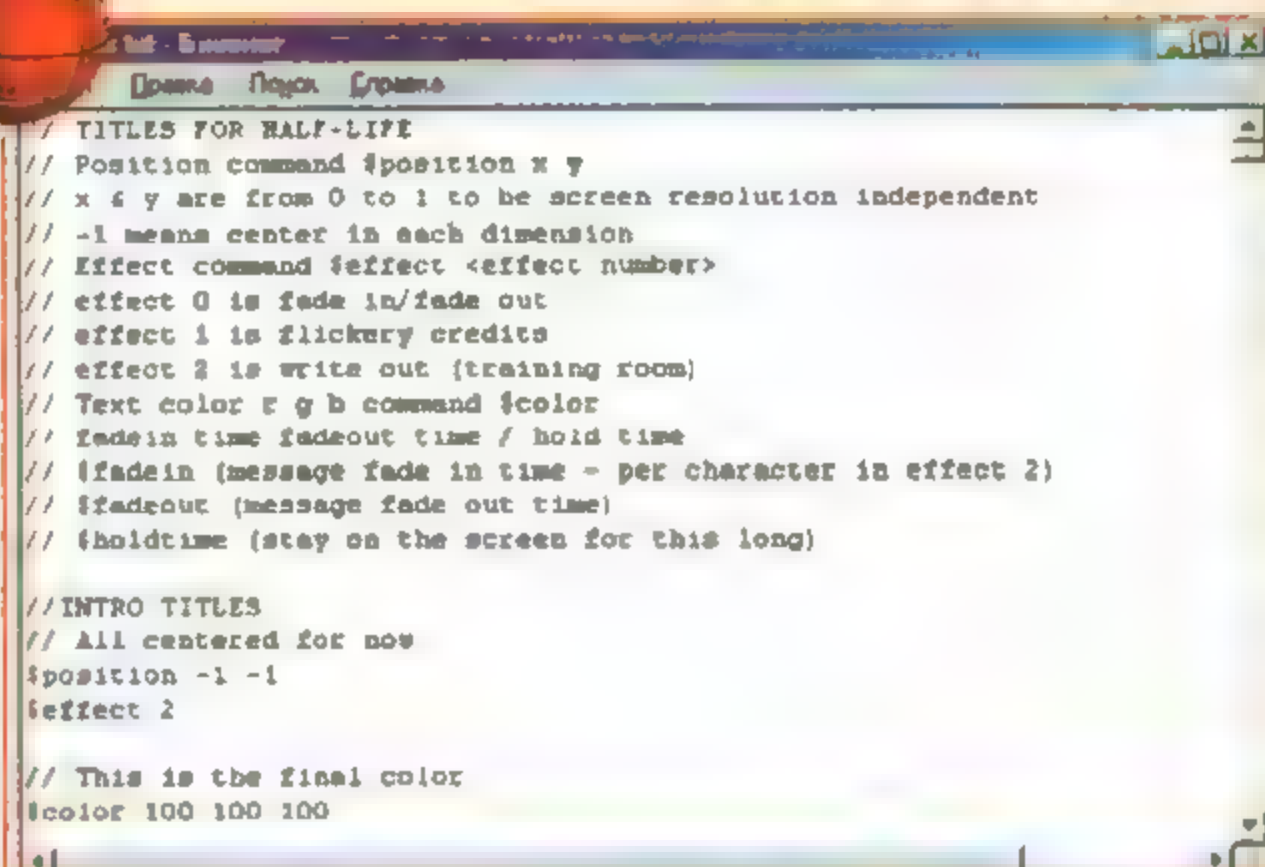 Правка Поиск Справка
/ TITLES FOR HALF-LIFE
// Position command $position x y
// x & y are from 0 to 1 to be screen resolution independent
// -1 means center in each dimension
// Effect command $effect <effect number>
// effect 0 is fade in/fade out
// effect 1 is flickery credits
// effect 2 is write out (training room)
// Text color r g b command $color
// fadein time fadeout time / hold time
// $fadein (message fade in time - per character in effect 2)
// $fadeout (message fade out time)
// $holdtime (stay on the screen for this long)
//INTRO TITLES
// All centered for now
$position -1 -1
$effect 2
// This is the final color
$color 100 100 100